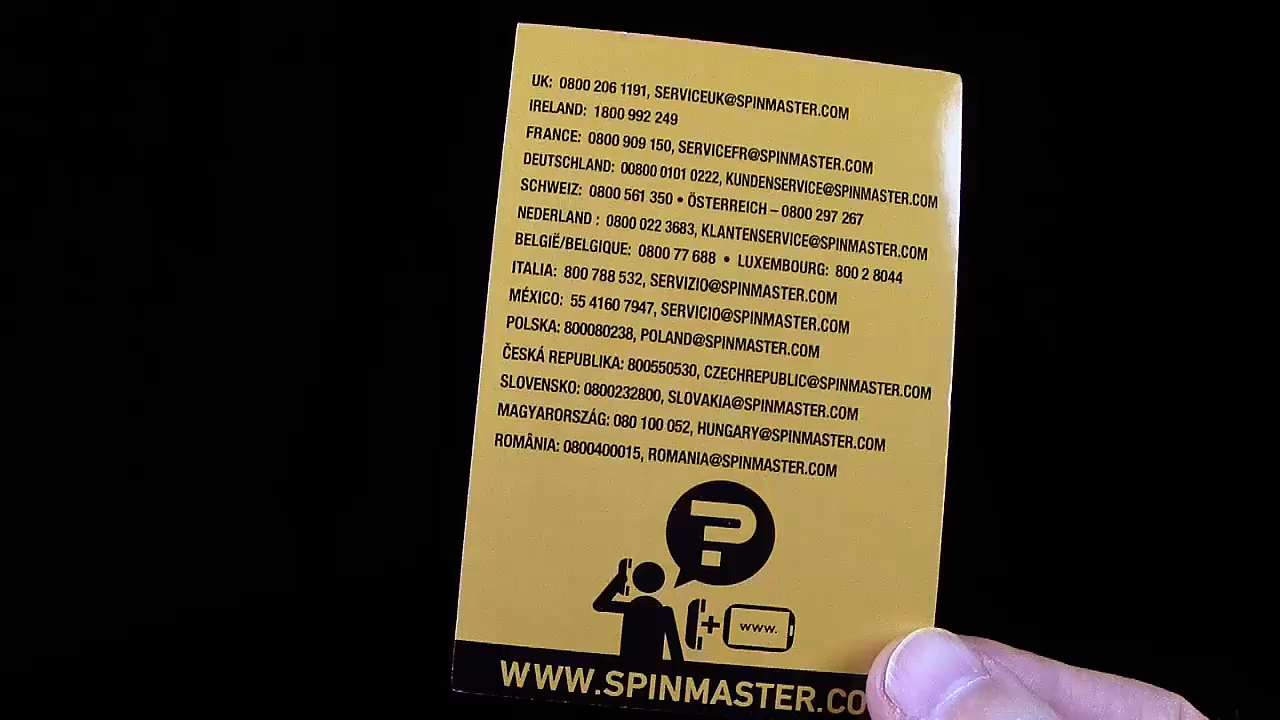 UK: 0800 206 1191, SERVICEUK@SPINMASTER.COM
IRELAND: 1800 992 249
FRANCE: 0800 909 150, SERVICEFR@SPINMASTER.COM
DEUTSCHLAND: 00800 0101 0222, KUNDENSERVICE@SPINMASTER.COM
SCHWEIZ: 0800 561 350 • ÖSTERREICH – 0800 297 267
NEDERLAND : 0800 022 3683, KLANTENSERVICE@SPINMASTER.COM
BELGIË/BELGIQUE: 0800 77 688 • LUXEMBOURG: 800 2 8044
ITALIA: 800 788 532, SERVIZIO@SPINMASTER.COM
MÉXICO: 55 4160 7947, SERVICIO@SPINMASTER.COM
POLSKA: 800080238, POLAND@SPINMASTER.COM
ČESKÁ REPUBLIKA: 800550530, CZECHREPUBLIC@SPINMASTER.COM
SLOVENSKO: 0800232800, SLOVAKIA@SPINMASTER.COM
MAGYARORSZÁG: 080 100 052, HUNGARY@SPINMASTER.COM
ROMÂNIA: 0800400015, ROMANIA@SPINMASTER.COM
?
+ www.
WWW.SPINMASTER.CO